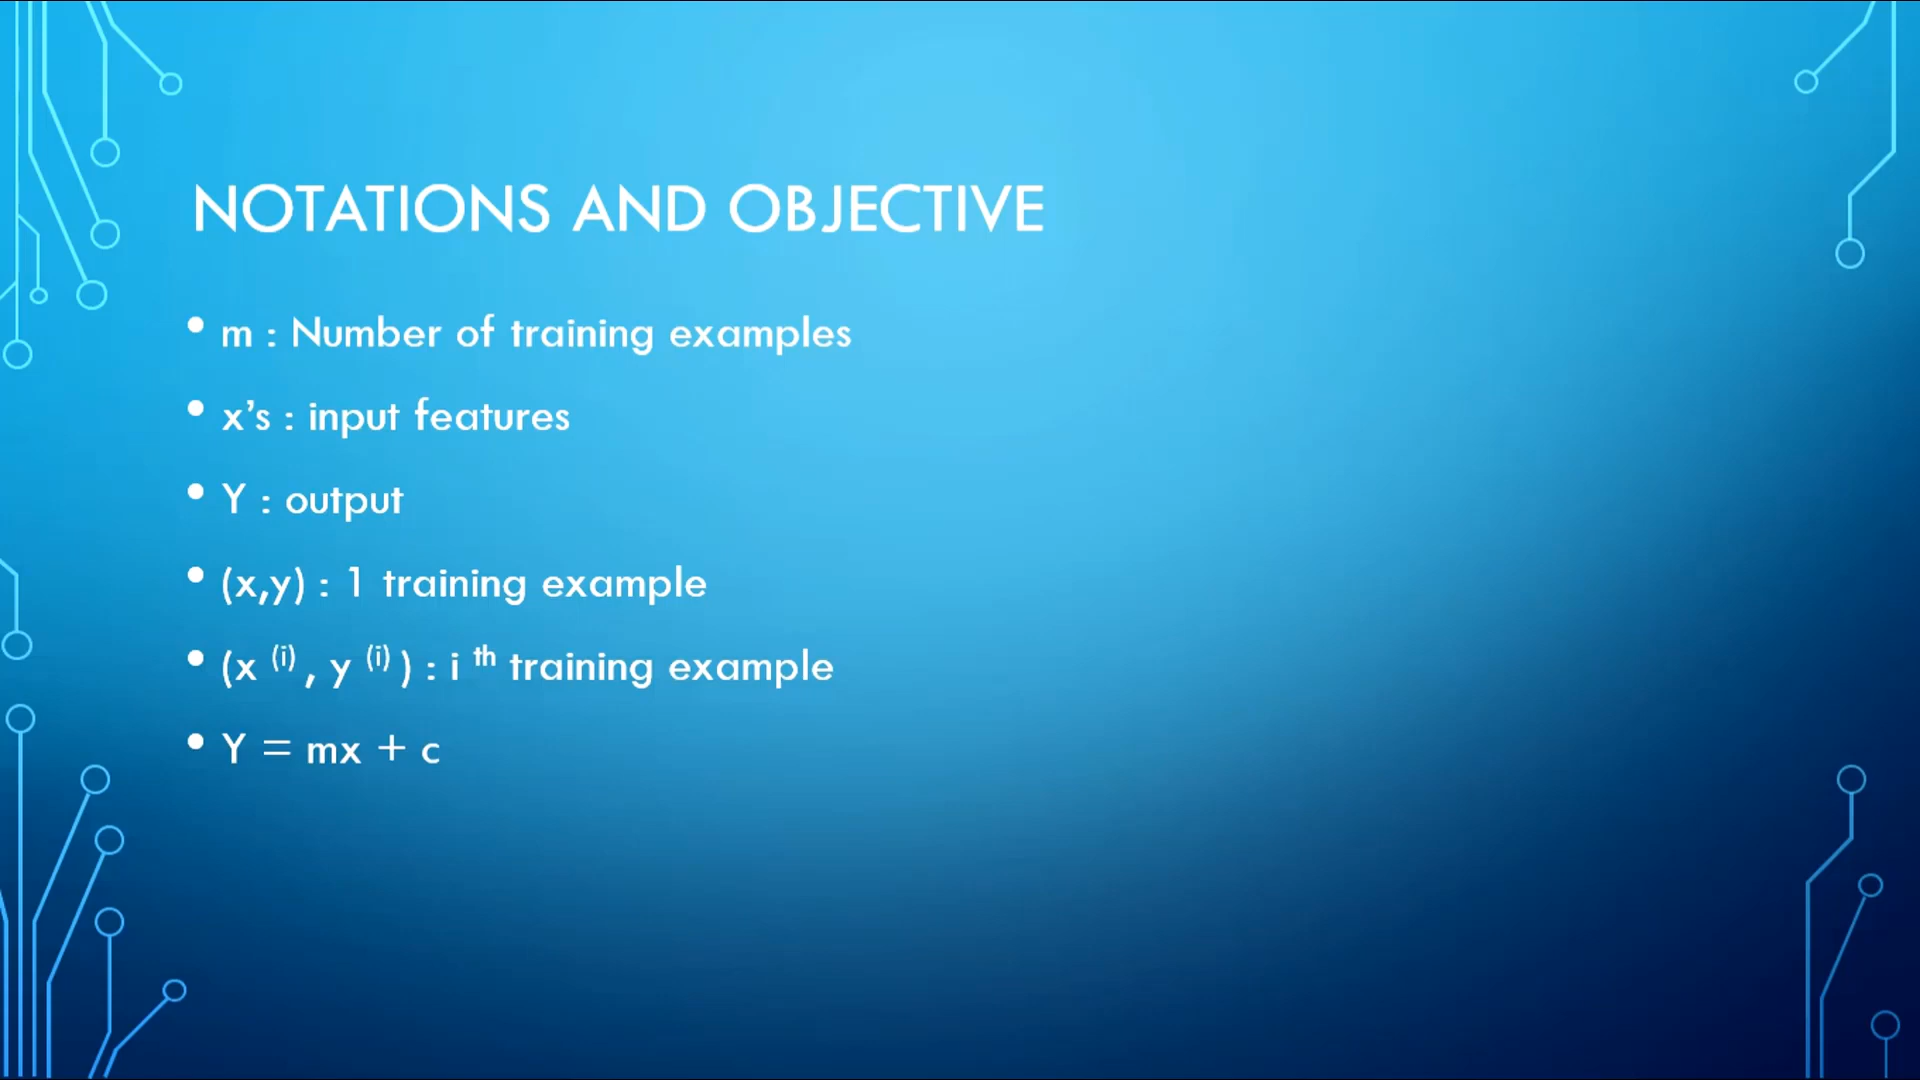 NOTATIONS AND OBJECTIVE
• m : Number of training examples
• x’s : input features
• Y : output
• (x,y) : 1 training example
• (x ⁽ⁱ⁾ , y ⁽ⁱ⁾ ) : i ᵗʰ training example
• Y = mx + c